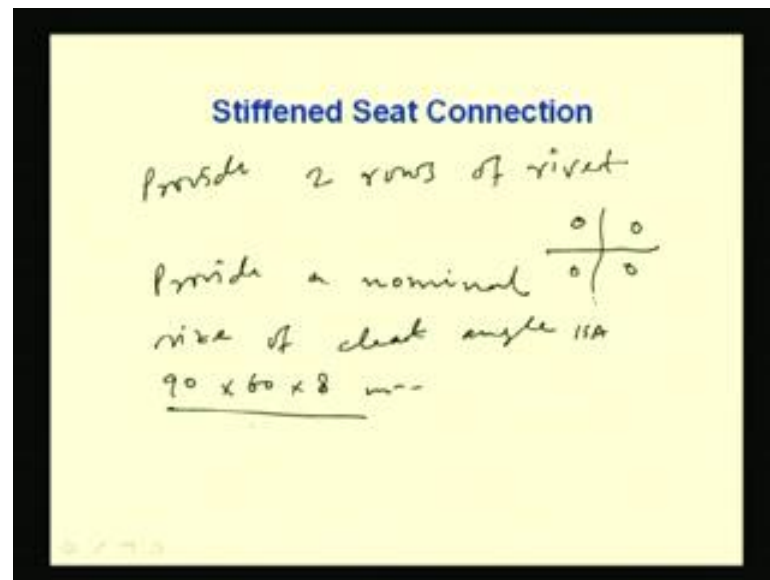 Stiffened Seat Connection
Provide 2 rows of rivet
Provide a nominal
size of cleat angle ISA
90 x 60 x 8 mm